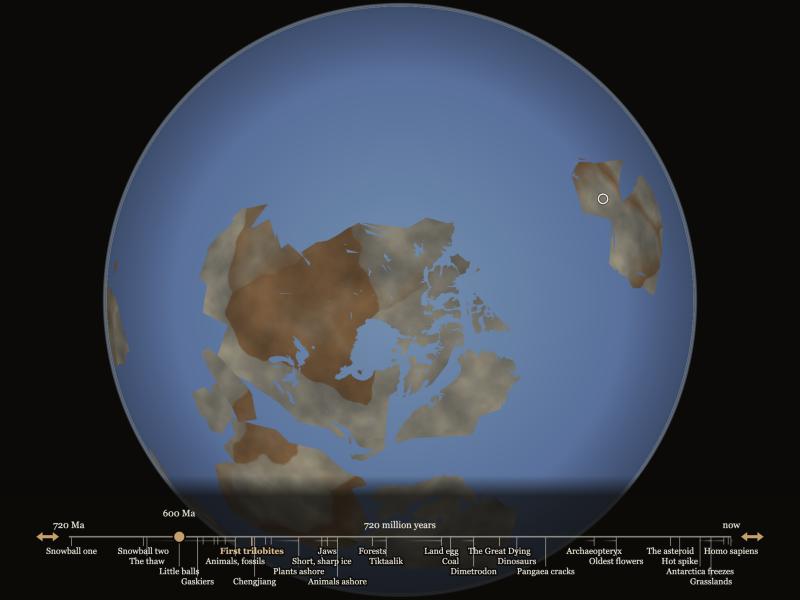 600 Ma
720 Ma 720 million years now
Snowball one Snowball two First trilobites Jaws Forests Land egg The Great Dying Archaeopteryx The asteroid Homo sapiens
The thaw Animals, fossils Short, sharp ice Tiktaalik Coal Dinosaurs Oldest flowers Hot spike
Little balls Plants ashore Dimetrodon Pangaea cracks Antarctica freezes
Gaskiers Chengjiang Animals ashore Grasslands